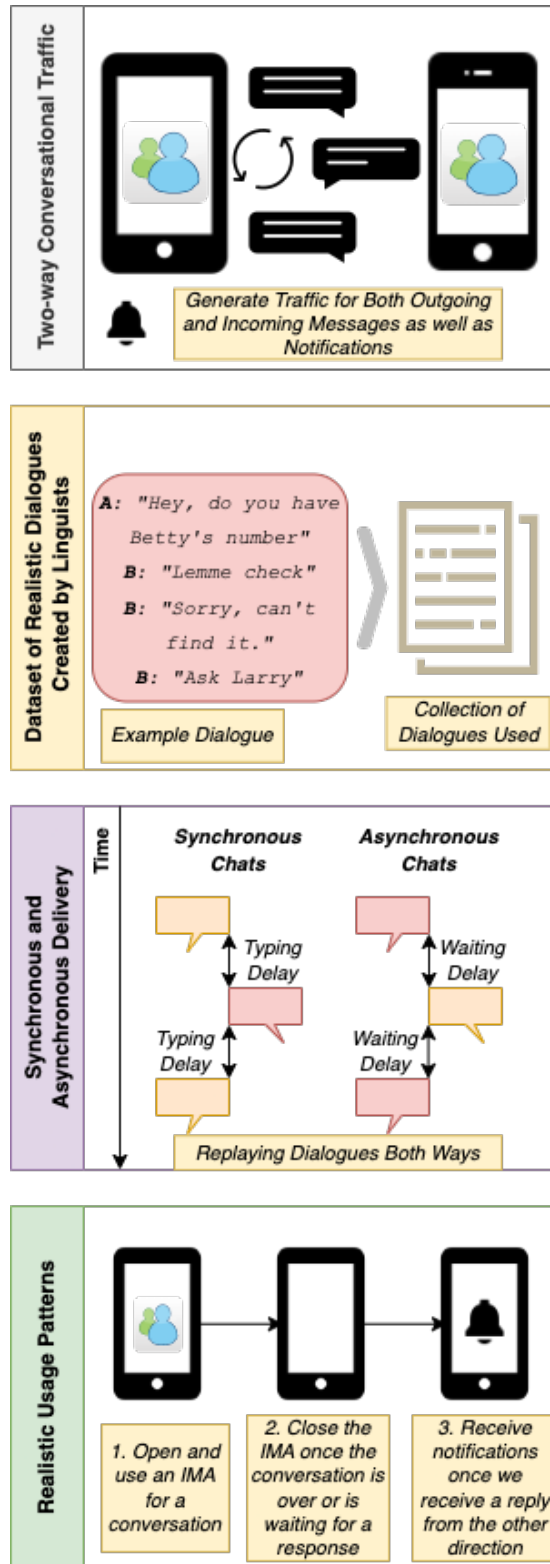 Two-way Conversational Traffic
Generate Traffic for Both Outgoing
and Incoming Messages as well as
Notifications
Dataset of Realistic Dialogues
Created by Linguists
A: "Hey, do you have
Betty's number"
B: "Lemme check"
B: "Sorry, can't
find it."
B: "Ask Larry"
Example Dialogue
Collection of
Dialogues Used
Synchronous and
Asynchronous Delivery
Time
Synchronous
Chats
Asynchronous
Chats
Typing
Delay
Waiting
Delay
Typing
Delay
Waiting
Delay
Replaying Dialogues Both Ways
Realistic Usage Patterns
1. Open and
use an IMA
for a
conversation
2. Close the
IMA once the
conversation is
over or is
waiting for a
response
3. Receive
notifications
once we
receive a reply
from the other
direction